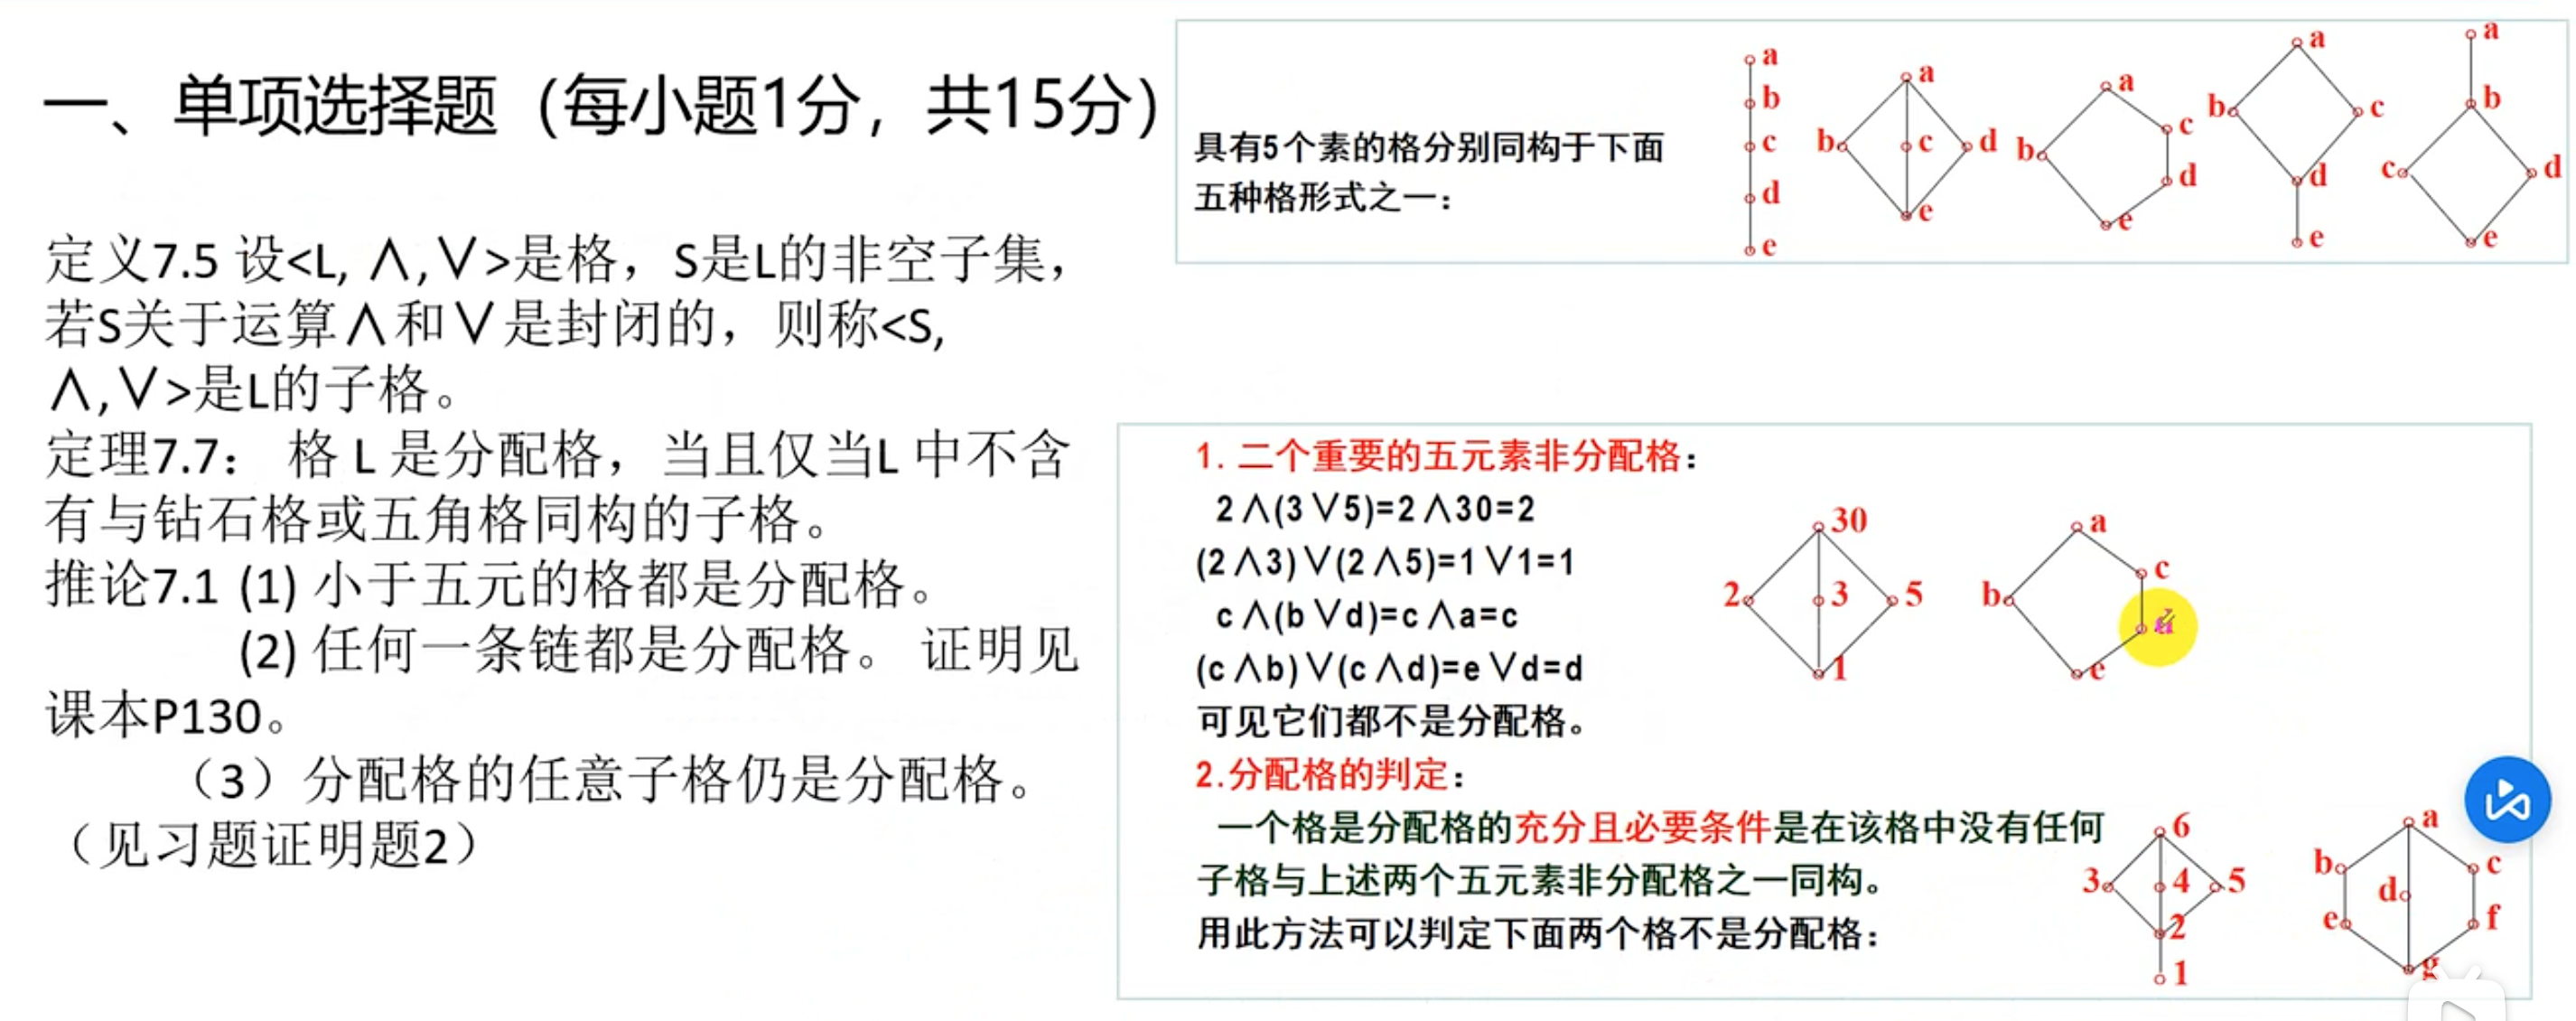 一、单项选择题（每小题1分，共15分）
定义7.5 设<L, ∧,∨>是格，S是L的非空子集，
若S关于运算∧和∨是封闭的，则称<S,
∧,∨>是L的子格。
定理7.7： 格 L 是分配格，当且仅当L 中不含
有与钻石格或五角格同构的子格。
推论7.1 (1) 小于五元的格都是分配格。
(2) 任何一条链都是分配格。 证明见
课本P130。
（3）分配格的任意子格仍是分配格。
（见习题证明题2）
具有5个素的格分别同构于下面
五种格形式之一：
a
b
c
d
e
a
b
c
d
e
a
b
c
d
e
a
b
c
d
e
a
b
c
d
e
1. 二个重要的五元素非分配格：
2∧(3∨5)=2∧30=2
(2∧3)∨(2∧5)=1∨1=1
c∧(b∨d)=c∧a=c
(c∧b)∨(c∧d)=e∨d=d
可见它们都不是分配格。
30
2
3
5
1
a
b
c
e
2.分配格的判定：
一个格是分配格的充分且必要条件是在该格中没有任何
子格与上述两个五元素非分配格之一同构。
用此方法可以判定下面两个格不是分配格：
6
3
4
5
2
1
a
b
c
d
e
f
g